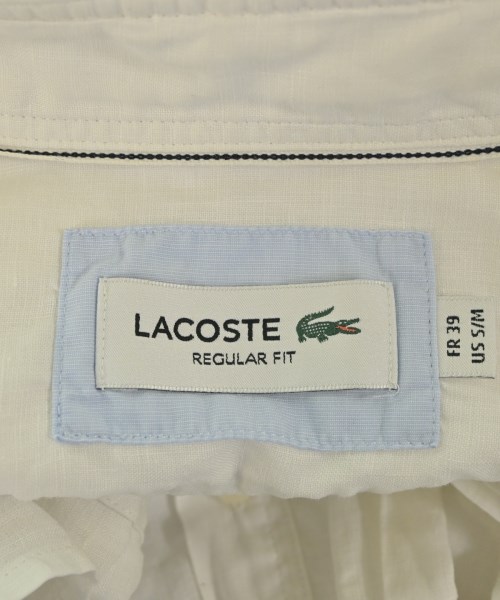 LACOSTE
REGULAR FIT
FR 39
US S/M